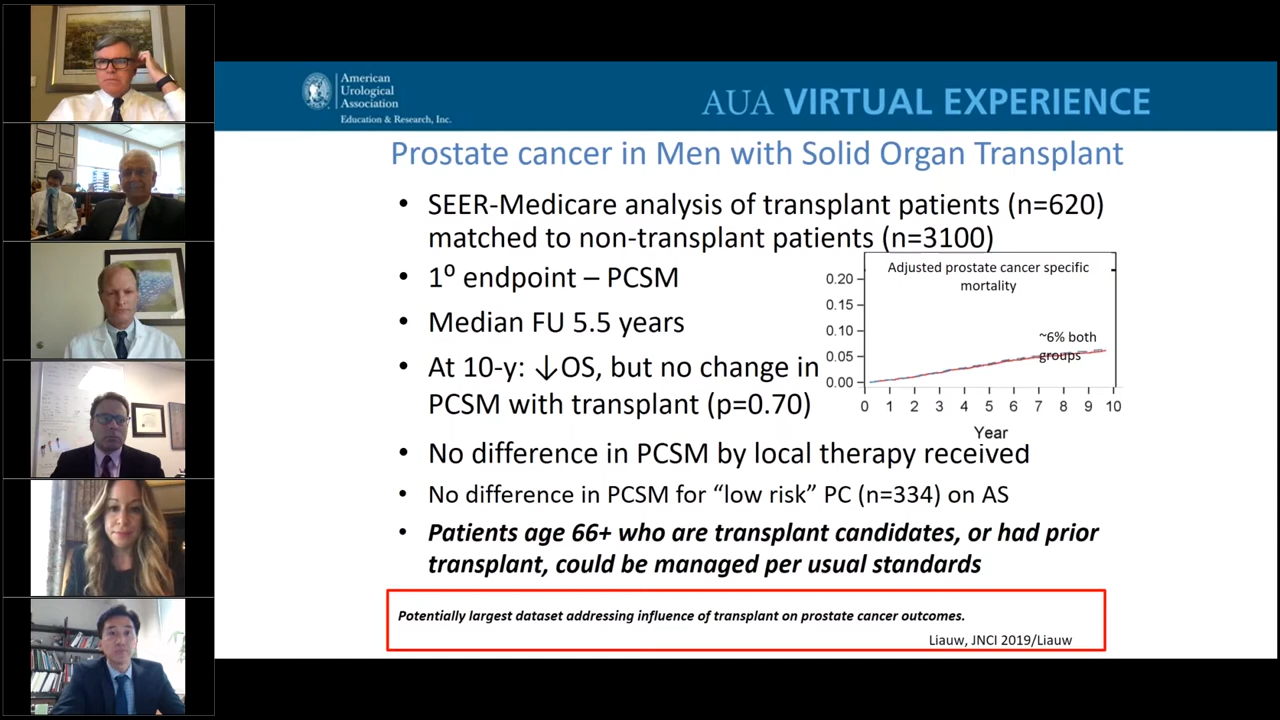 American
Urological
Association
Education & Research, Inc.
AUA VIRTUAL EXPERIENCE
Prostate cancer in Men with Solid Organ Transplant
• SEER-Medicare analysis of transplant patients (n=620)
matched to non-transplant patients (n=3100)
• 1⁰ endpoint – PCSM
• Median FU 5.5 years
• At 10-y: ↓OS, but no change in
PCSM with transplant (p=0.70)
Adjusted prostate cancer specific
mortality
0.20
0.15
0.10
0.05
0.00
~6% both
groups
0 1 2 3 4 5 6 7 8 9 10
Year
• No difference in PCSM by local therapy received
• No difference in PCSM for “low risk” PC (n=334) on AS
• Patients age 66+ who are transplant candidates, or had prior
transplant, could be managed per usual standards
Potentially largest dataset addressing influence of transplant on prostate cancer outcomes.
Liauw, JNCI 2019/Liauw